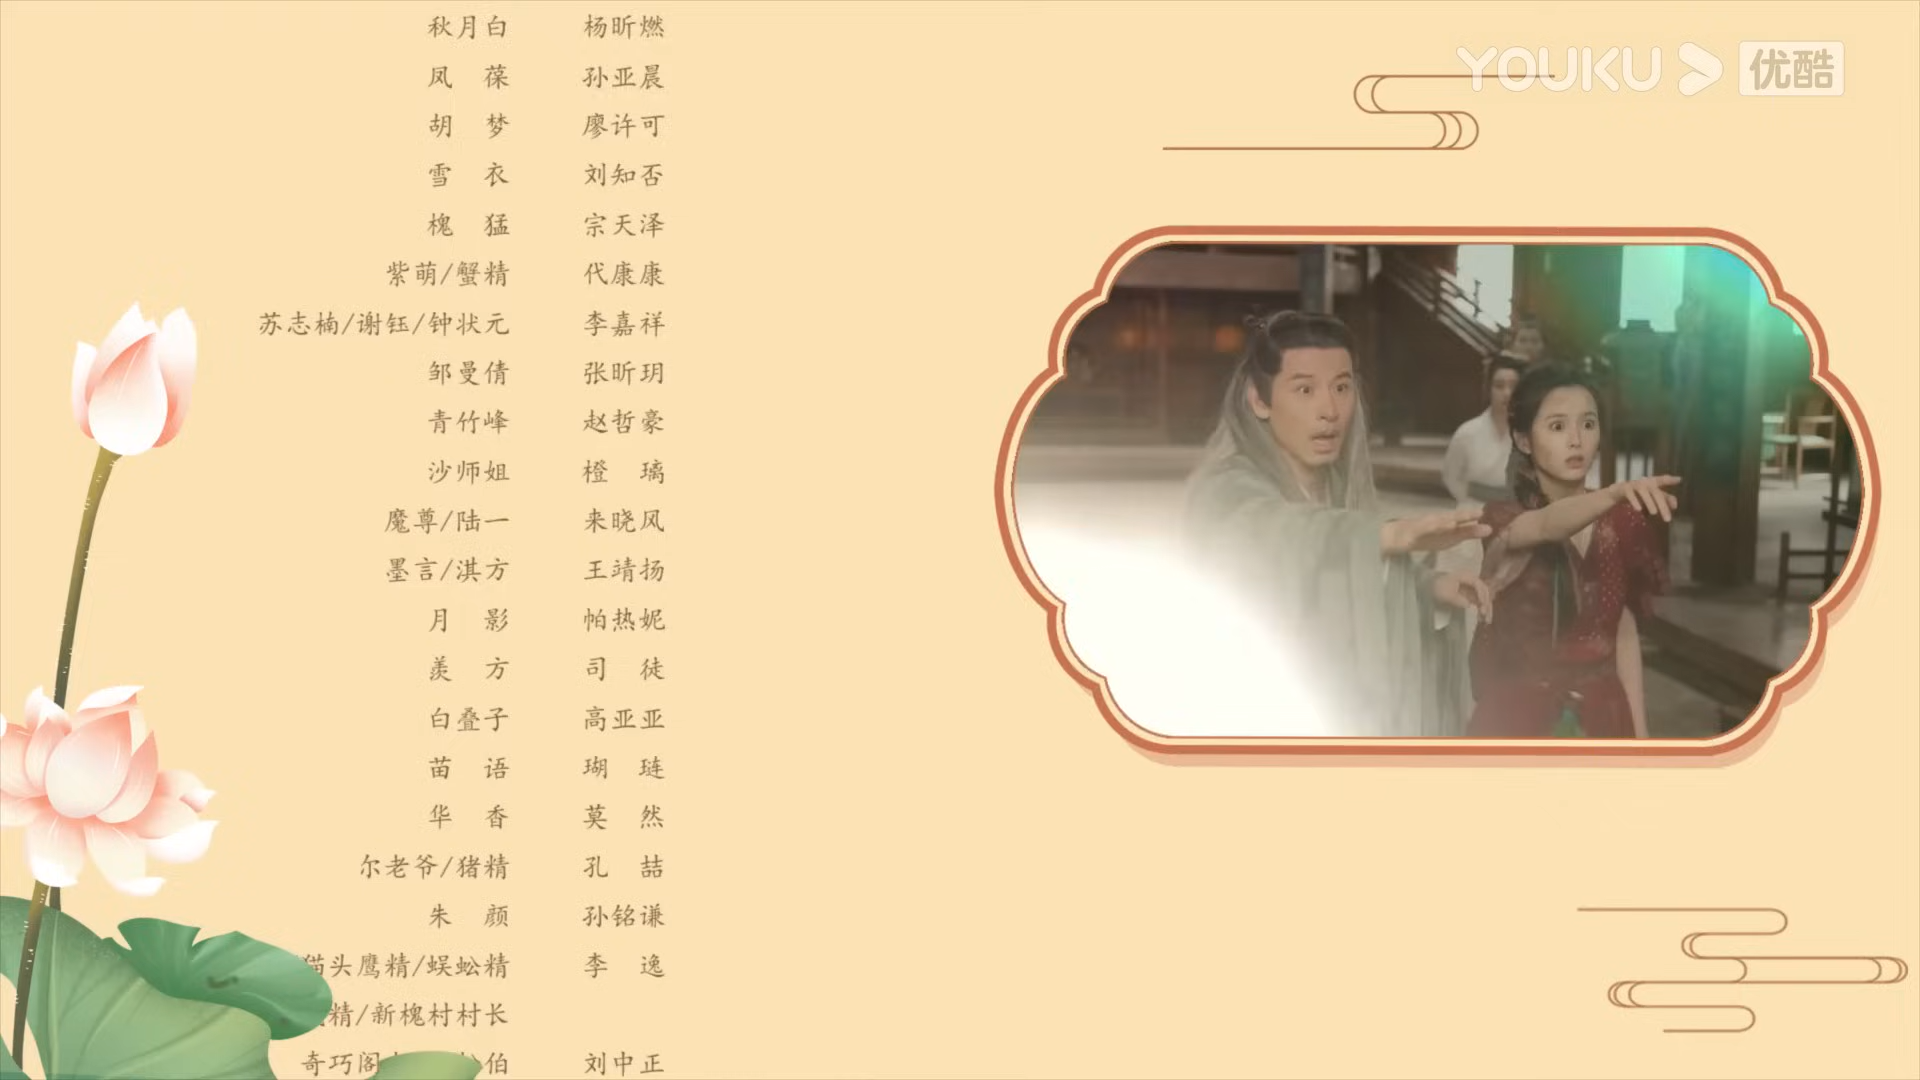 YOUKU 优酷
秋月白 杨昕燃
凤葆 孙亚晨
胡梦 廖许可
雪衣 刘知否
槐猛 宗天泽
紫萌/蟹精 代康康
苏志楠/谢钰/钟状元 李嘉祥
邹曼倩 张昕玥
青竹峰 赵哲豪
沙师姐 橙璃
魔尊/陆一 来晓风
墨言/淇方 王靖扬
月影 帕热妮
羡方 司徒
白叠子 高亚亚
苗语 瑚琏
华香 莫然
尔老爷/猪精 孔喆
朱颜 孙铭谦
猫头鹰精/蜈蚣精 李逸
精/新槐村村长
奇巧阁 伯 刘中正